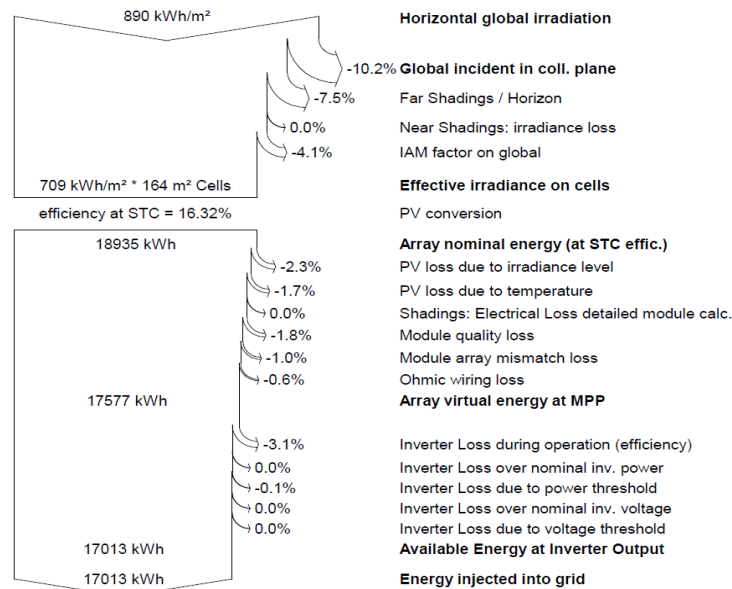 890 kWh/m² Horizontal global irradiation
-10.2% Global incident in coll. plane
-7.5% Far Shadings / Horizon
0.0% Near Shadings: irradiance loss
-4.1% IAM factor on global
709 kWh/m² * 164 m² Cells Effective irradiance on cells
efficiency at STC = 16.32% PV conversion
18935 kWh Array nominal energy (at STC effic.)
-2.3% PV loss due to irradiance level
-1.7% PV loss due to temperature
0.0% Shadings: Electrical Loss detailed module calc.
-1.8% Module quality loss
-1.0% Module array mismatch loss
-0.6% Ohmic wiring loss
17577 kWh Array virtual energy at MPP
-3.1% Inverter Loss during operation (efficiency)
0.0% Inverter Loss over nominal inv. power
-0.1% Inverter Loss due to power threshold
0.0% Inverter Loss over nominal inv. voltage
0.0% Inverter Loss due to voltage threshold
17013 kWh Available Energy at Inverter Output
17013 kWh Energy injected into grid